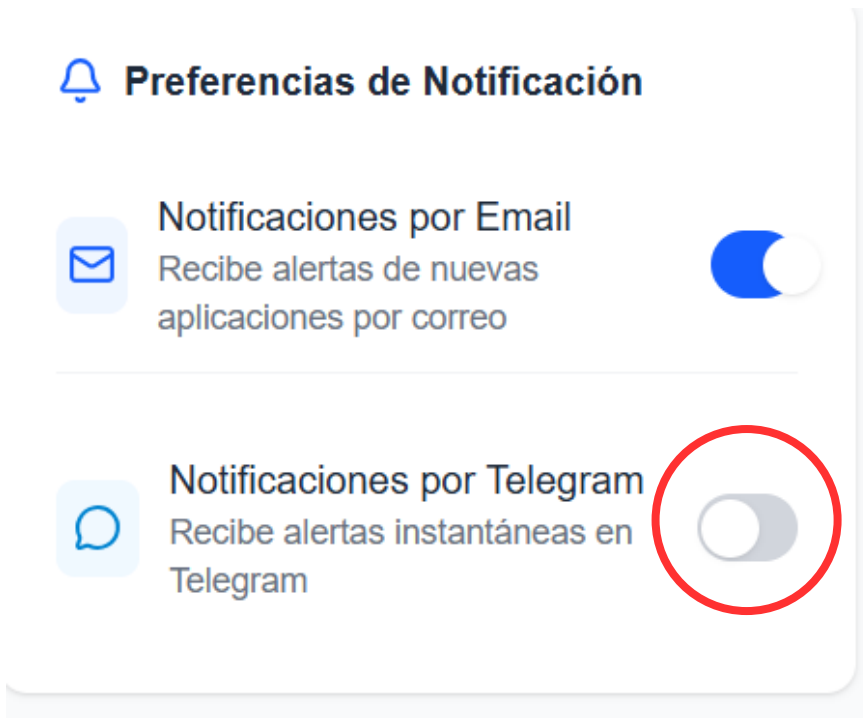 Preferencias de Notificación
Notificaciones por Email
Recibe alertas de nuevas
aplicaciones por correo
Notificaciones por Telegram
Recibe alertas instantáneas en
Telegram